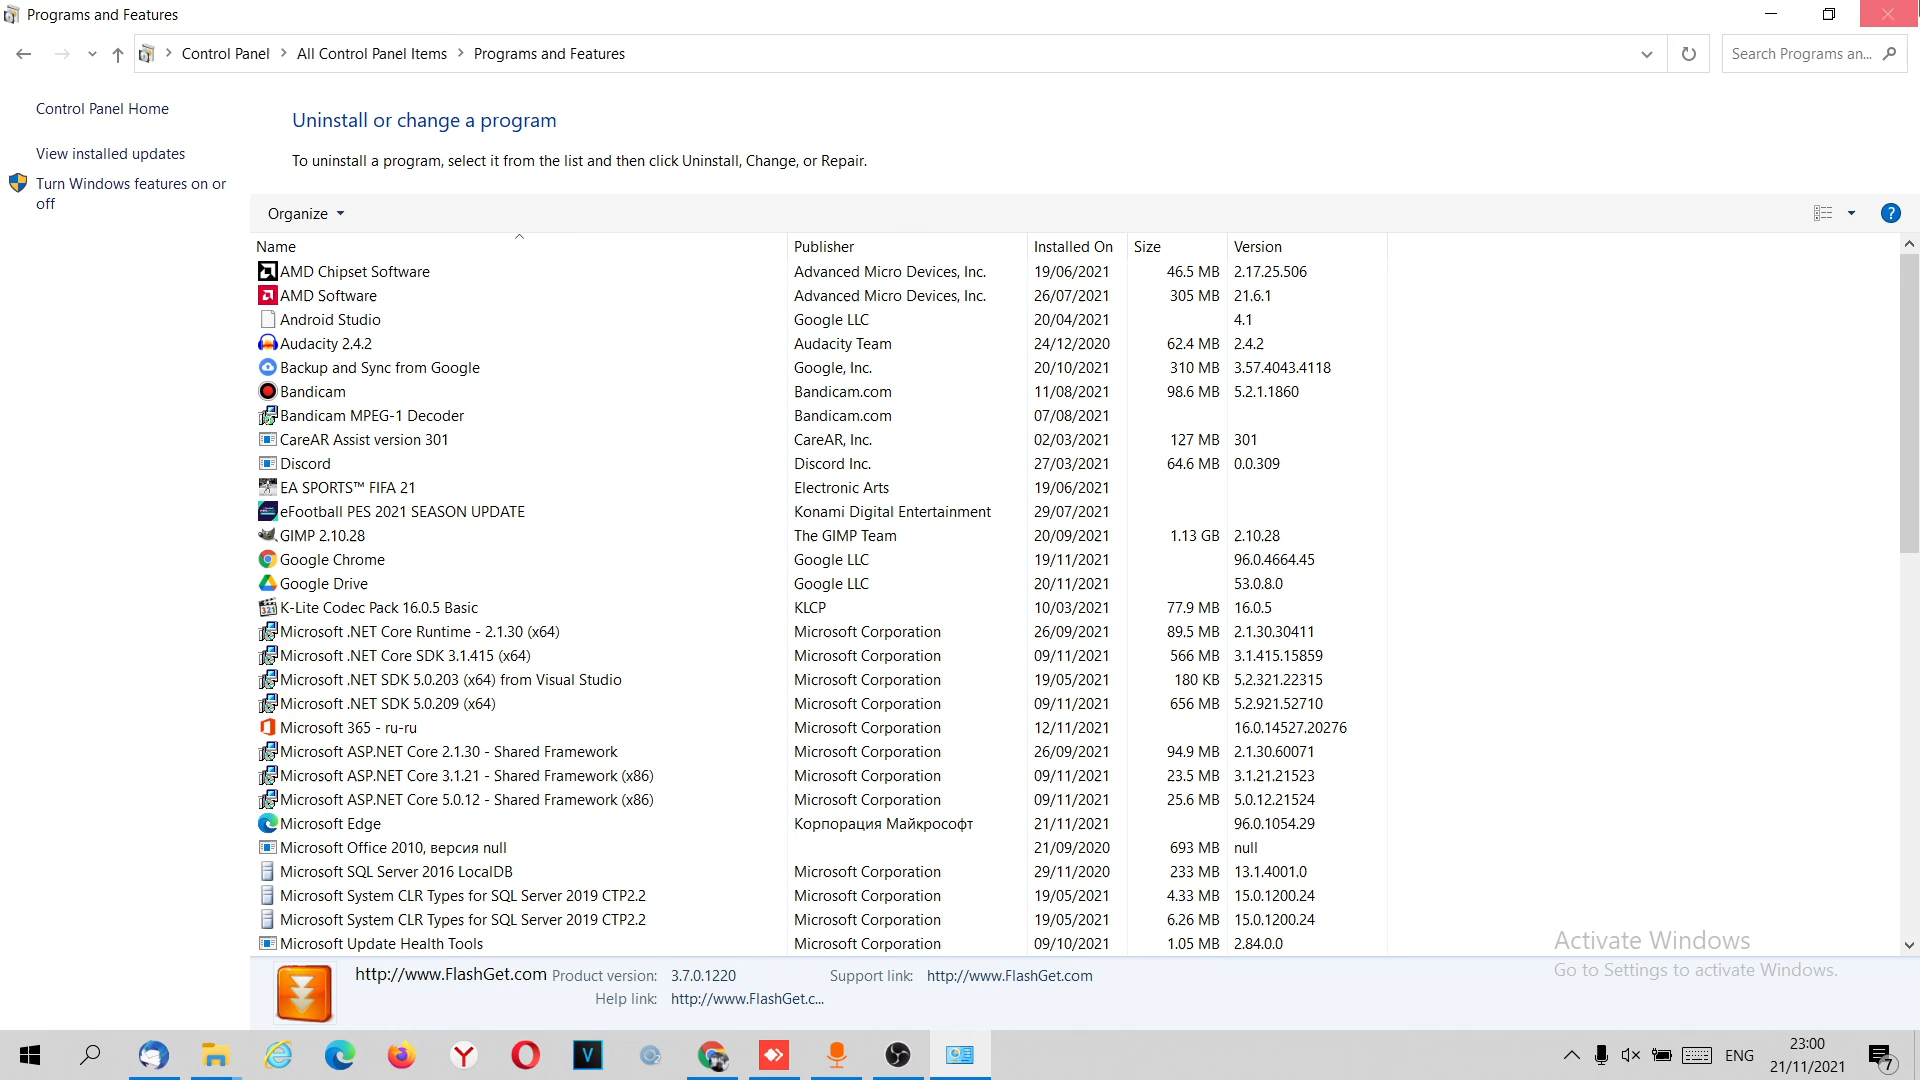 Programs and Features
Control Panel > All Control Panel Items > Programs and Features
Search Programs an...
Control Panel Home
View installed updates
Turn Windows features on or
off
Uninstall or change a program
To uninstall a program, select it from the list and then click Uninstall, Change, or Repair.
Organize
Name Publisher Installed On Size Version
AMD Chipset Software Advanced Micro Devices, Inc. 19/06/2021 46.5 MB 2.17.25.506
AMD Software Advanced Micro Devices, Inc. 26/07/2021 305 MB 21.6.1
Android Studio Google LLC 20/04/2021 4.1
Audacity 2.4.2 Audacity Team 24/12/2020 62.4 MB 2.4.2
Backup and Sync from Google Google, Inc. 20/10/2021 310 MB 3.57.4043.4118
Bandicam Bandicam.com 11/08/2021 98.6 MB 5.2.1.1860
Bandicam MPEG-1 Decoder Bandicam.com 07/08/2021
CareAR Assist version 301 CareAR, Inc. 02/03/2021 127 MB 301
Discord Discord Inc. 27/03/2021 64.6 MB 0.0.309
EA SPORTS™ FIFA 21 Electronic Arts 19/06/2021
eFootball PES 2021 SEASON UPDATE Konami Digital Entertainment 29/07/2021
GIMP 2.10.28 The GIMP Team 20/09/2021 1.13 GB 2.10.28
Google Chrome Google LLC 19/11/2021 96.0.4664.45
Google Drive Google LLC 20/11/2021 53.0.8.0
K-Lite Codec Pack 16.0.5 Basic KLCP 10/03/2021 77.9 MB 16.0.5
Microsoft .NET Core Runtime - 2.1.30 (x64) Microsoft Corporation 26/09/2021 89.5 MB 2.1.30.30411
Microsoft .NET Core SDK 3.1.415 (x64) Microsoft Corporation 09/11/2021 566 MB 3.1.415.15859
Microsoft .NET SDK 5.0.203 (x64) from Visual Studio Microsoft Corporation 19/05/2021 180 KB 5.2.321.22315
Microsoft .NET SDK 5.0.209 (x64) Microsoft Corporation 09/11/2021 656 MB 5.2.921.52710
Microsoft 365 - ru-ru Microsoft Corporation 12/11/2021 16.0.14527.20276
Microsoft ASP.NET Core 2.1.30 - Shared Framework Microsoft Corporation 26/09/2021 94.9 MB 2.1.30.60071
Microsoft ASP.NET Core 3.1.21 - Shared Framework (x86) Microsoft Corporation 09/11/2021 23.5 MB 3.1.21.21523
Microsoft ASP.NET Core 5.0.12 - Shared Framework (x86) Microsoft Corporation 09/11/2021 25.6 MB 5.0.12.21524
Microsoft Edge Корпорация Майкрософт 21/11/2021 96.0.1054.29
Microsoft Office 2010, версия null 21/09/2020 693 MB null
Microsoft SQL Server 2016 LocalDB Microsoft Corporation 29/11/2020 233 MB 13.1.4001.0
Microsoft System CLR Types for SQL Server 2019 CTP2.2 Microsoft Corporation 19/05/2021 4.33 MB 15.0.1200.24
Microsoft System CLR Types for SQL Server 2019 CTP2.2 Microsoft Corporation 19/05/2021 6.26 MB 15.0.1200.24
Microsoft Update Health Tools Microsoft Corporation 09/10/2021 1.05 MB 2.84.0.0
Activate Windows
Go to Settings to activate Windows.
http://www.FlashGet.com Product version: 3.7.0.1220 Support link: http://www.FlashGet.com
Help link: http://www.FlashGet.c...
ENG
23:00
21/11/2021
7